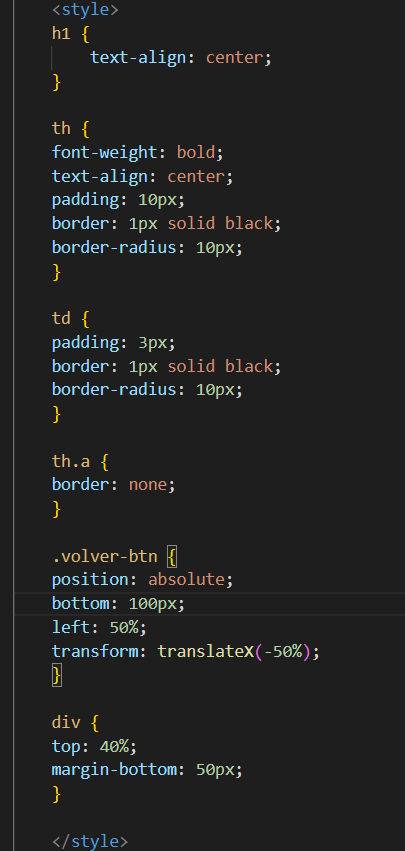 <style>
h1 {
    text-align: center;
}

th {
font-weight: bold;
text-align: center;
padding: 10px;
border: 1px solid black;
border-radius: 10px;
}

td {
padding: 3px;
border: 1px solid black;
border-radius: 10px;
}

th.a {
border: none;
}

.volver-btn {
position: absolute;
bottom: 100px;
left: 50%;
transform: translateX(-50%);
}

div {
top: 40%;
margin-bottom: 50px;
}

</style>